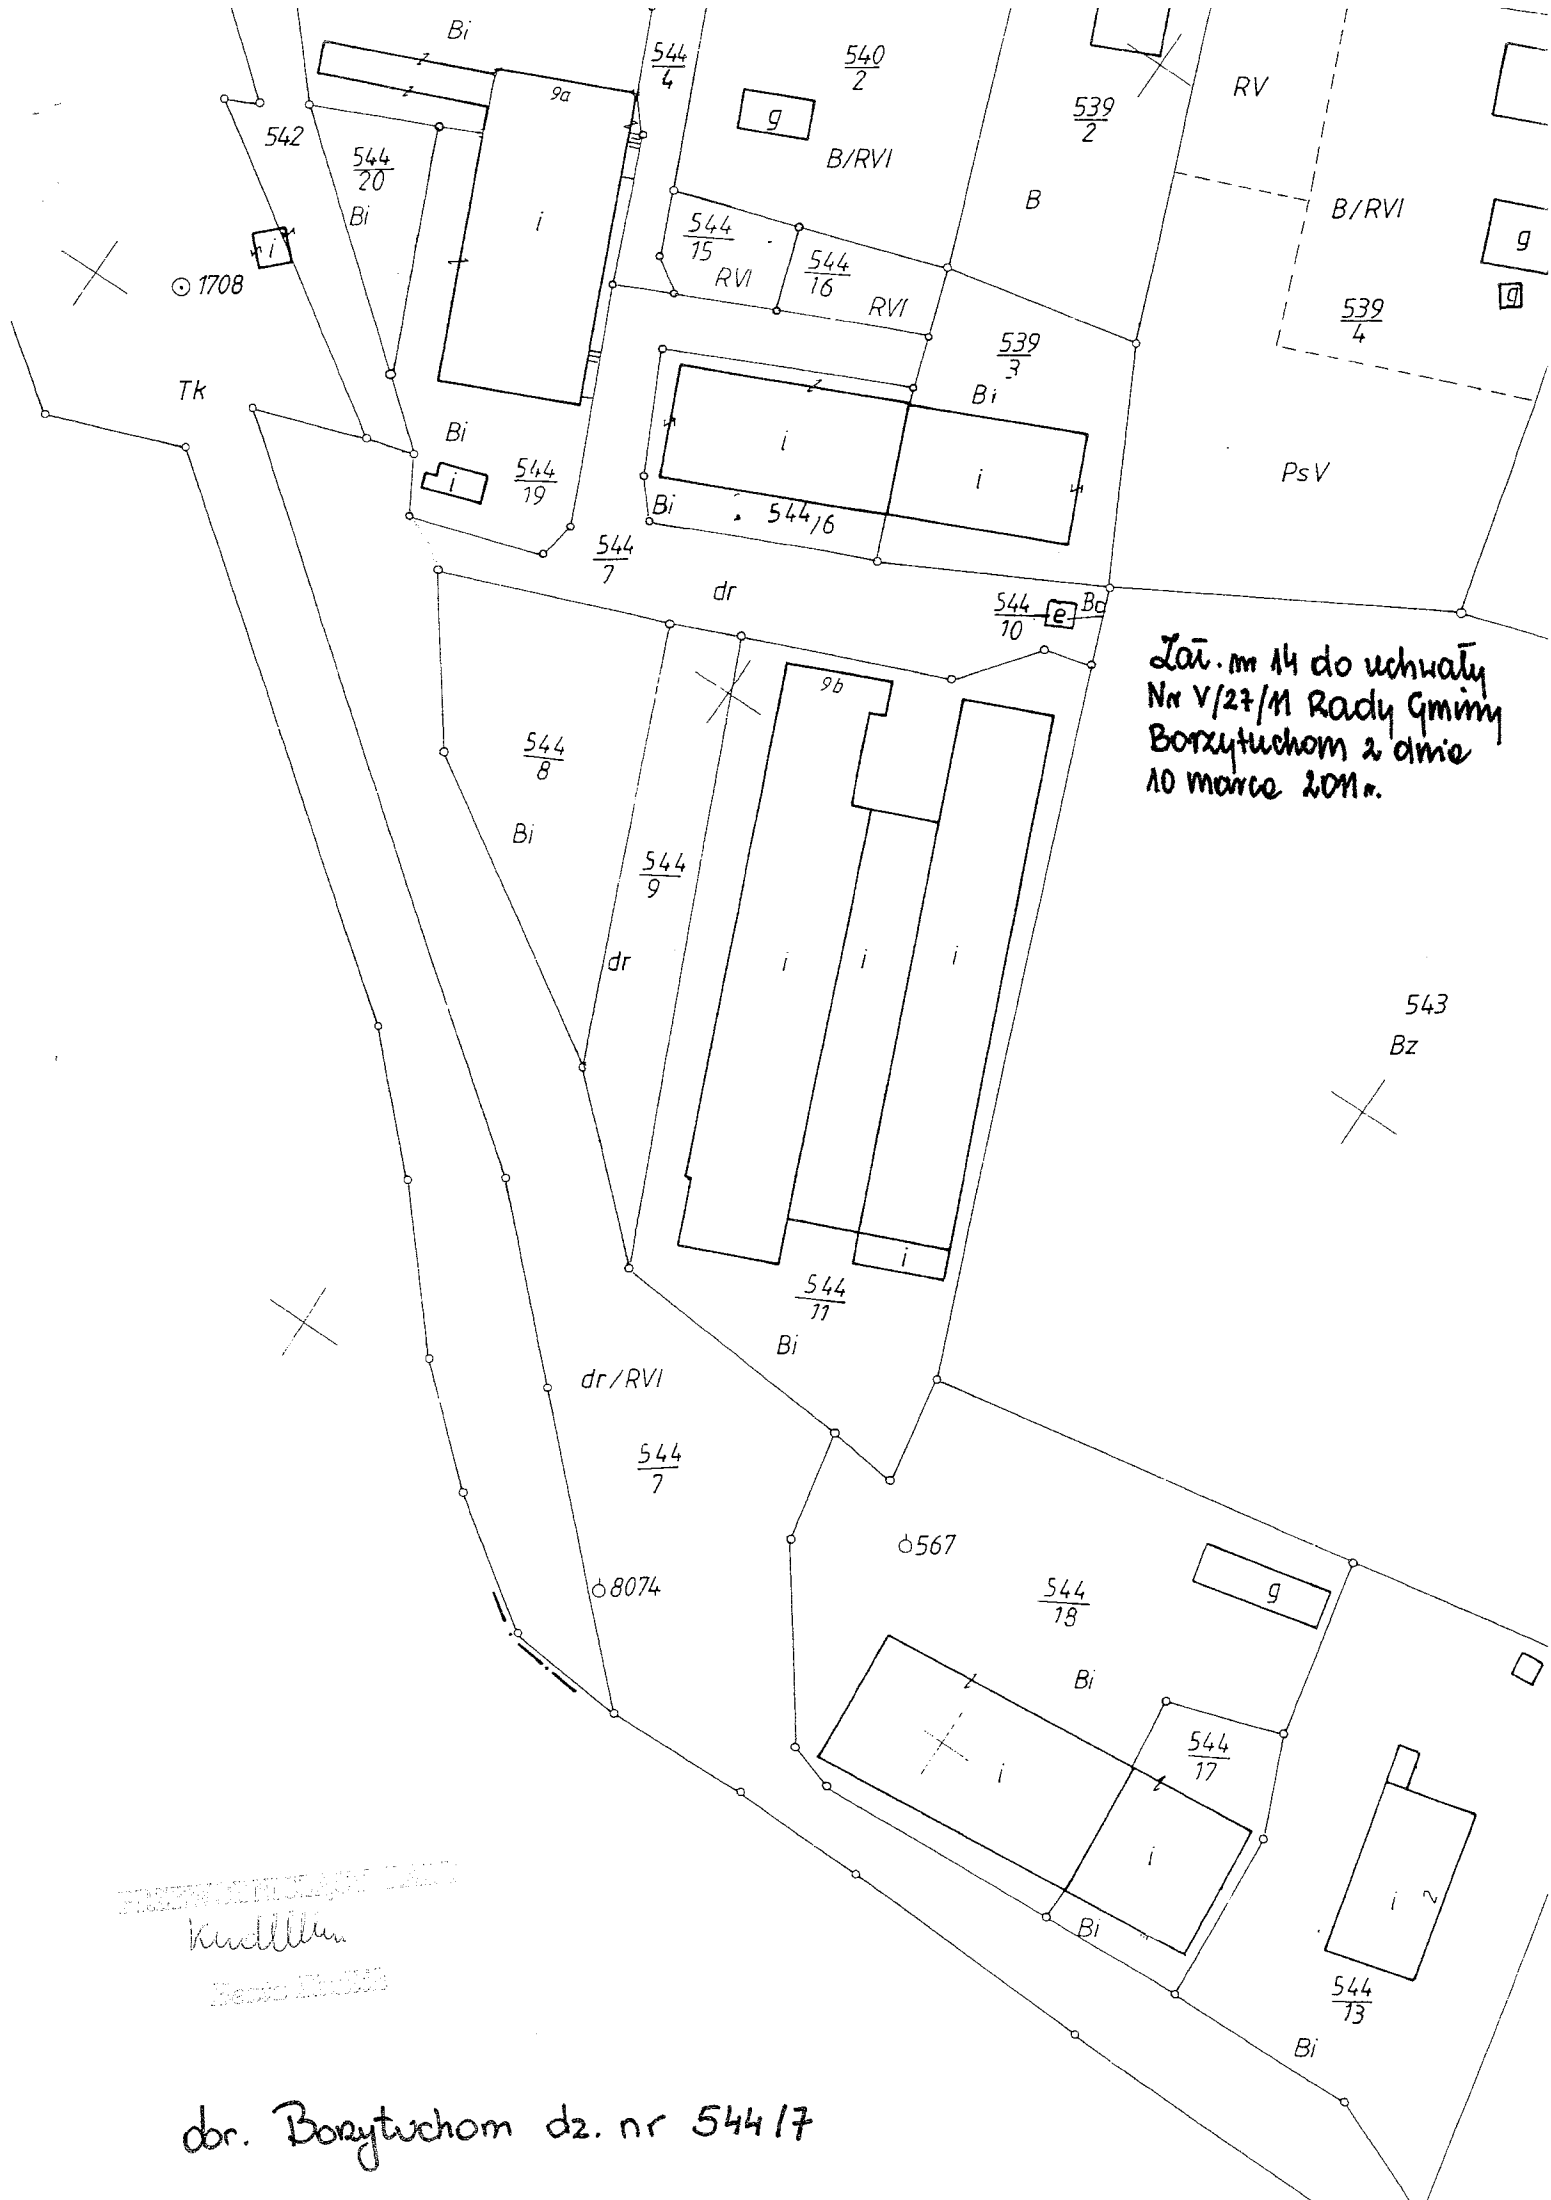 Bi
544
4
540
2
9a
g
B/RVI
539
2
RV
542
544
20
Bi
i
i
1708
544
15
RVI
544
16
RVI
B
B/RVI
g
g
539
4
539
3
Bi
Tk
Bi
i
544
19
i
i
Bi
544/6
PsV
544
7
dr
544
10
e
Zał. nr 14 do uchwały
Nr V/27/11 Rady Gminy
Borzytuchom z dnia
10 marca 2011r.
9b
544
8
Bi
544
9
dr
i
i
i
543
Bz
i
544
11
Bi
dr/RVI
544
7
567
8074
544
18
g
Bi
544
17
i
i
Bi
i
2
544
13
Bi
obr. Borzytuchom dz. nr 544/7